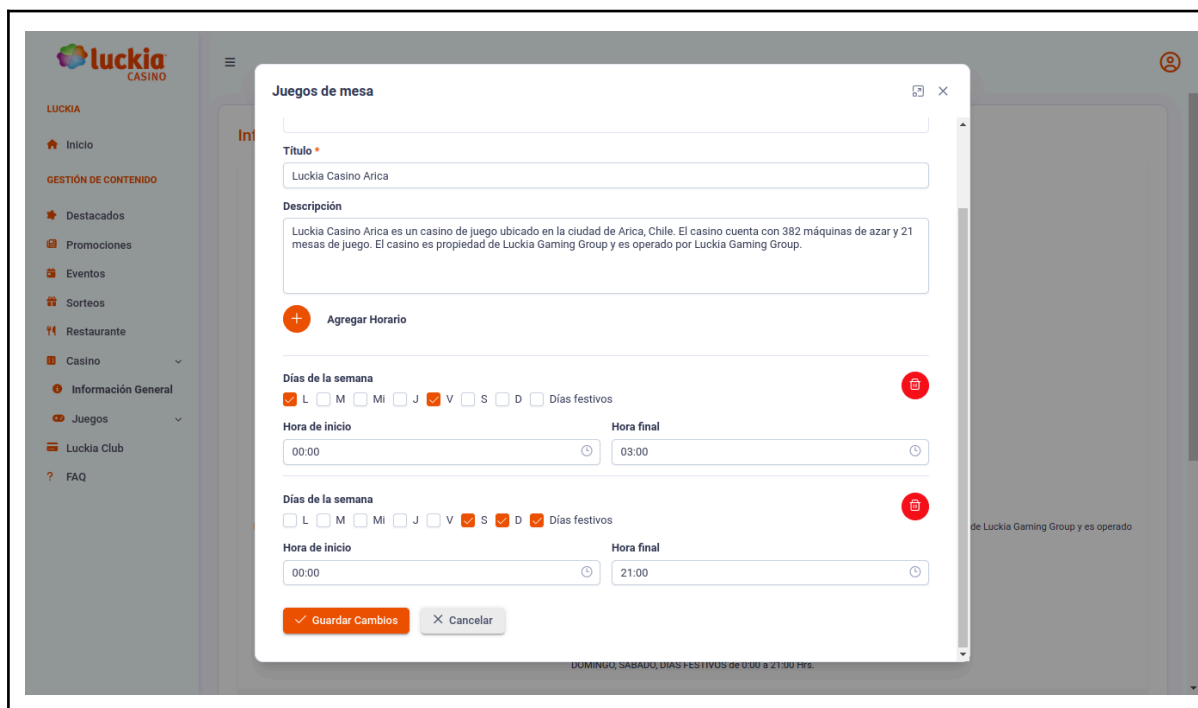 luckia
CASINO
LUCKIA
Inicio
GESTIÓN DE CONTENIDO
Destacados
Promociones
Eventos
Sorteos
Restaurante
Casino
Información General
Juegos
Luckia Club
? FAQ
Inf
Juegos de mesa
Título *
Luckia Casino Arica
Descripción
Luckia Casino Arica es un casino de juego ubicado en la ciudad de Arica, Chile. El casino cuenta con 382 máquinas de azar y 21
mesas de juego. El casino es propiedad de Luckia Gaming Group y es operado por Luckia Gaming Group.
Agregar Horario
Días de la semana
L M Mi J V S D Días festivos
Hora de inicio Hora final
00:00 03:00
Días de la semana
L M Mi J V S D Días festivos
Hora de inicio Hora final
00:00 21:00
Guardar Cambios Cancelar
de Luckia Gaming Group y es operado
DOMINGO, SÁBADO, DÍAS FESTIVOS de 0:00 a 21:00 Hrs.